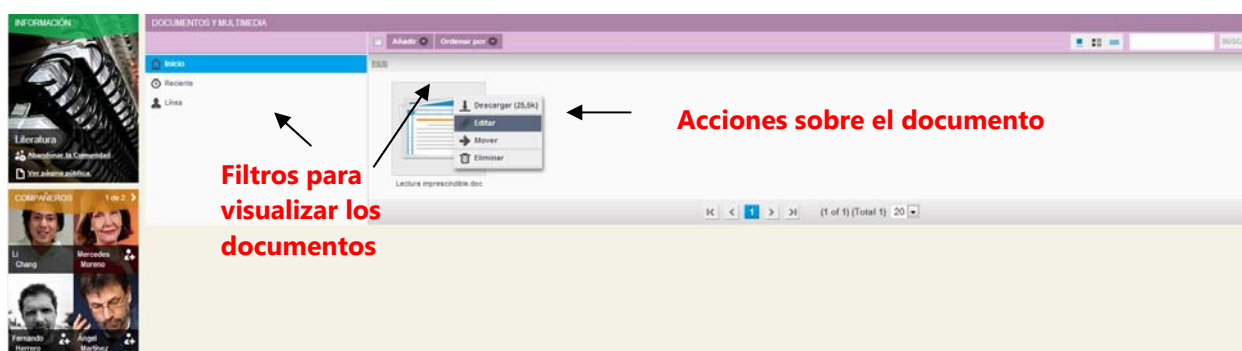 INFORMACIÓN
Literatura
Abandonar la Comunidad
Ver página pública.
COMPAÑEROS 1 de 2
Li Chang
Mercedes Moreno
Fernando Herrero
Ángel Martínez
DOCUMENTOS Y MULTIMEDIA
Añadir Ordenar por
BUSC
Inicio
Reciente
Línea
Inicio
Descargar (25,5k)
Editar
Mover
Eliminar
Lectura imprescindible.doc
(1 of 1) (Total 1) 20
1
Acciones sobre el documento
Filtros para
visualizar los
documentos